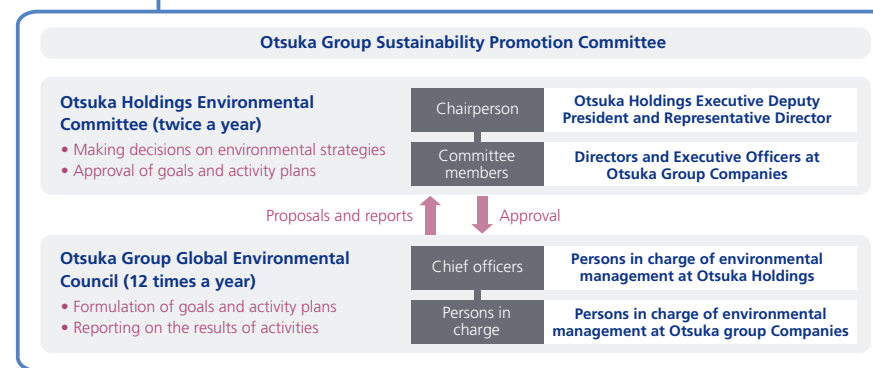 Otsuka Group Sustainability Promotion Committee
Otsuka Holdings Environmental
Committee (twice a year)
• Making decisions on environmental strategies
• Approval of goals and activity plans
Chairperson
Otsuka Holdings Executive Deputy
President and Representative Director
Committee
members
Directors and Executive Officers at
Otsuka Group Companies
Proposals and reports
Approval
Otsuka Group Global Environmental
Council (12 times a year)
• Formulation of goals and activity plans
• Reporting on the results of activities
Chief officers
Persons in charge of environmental
management at Otsuka Holdings
Persons in
charge
Persons in charge of environmental
management at Otsuka group Companies